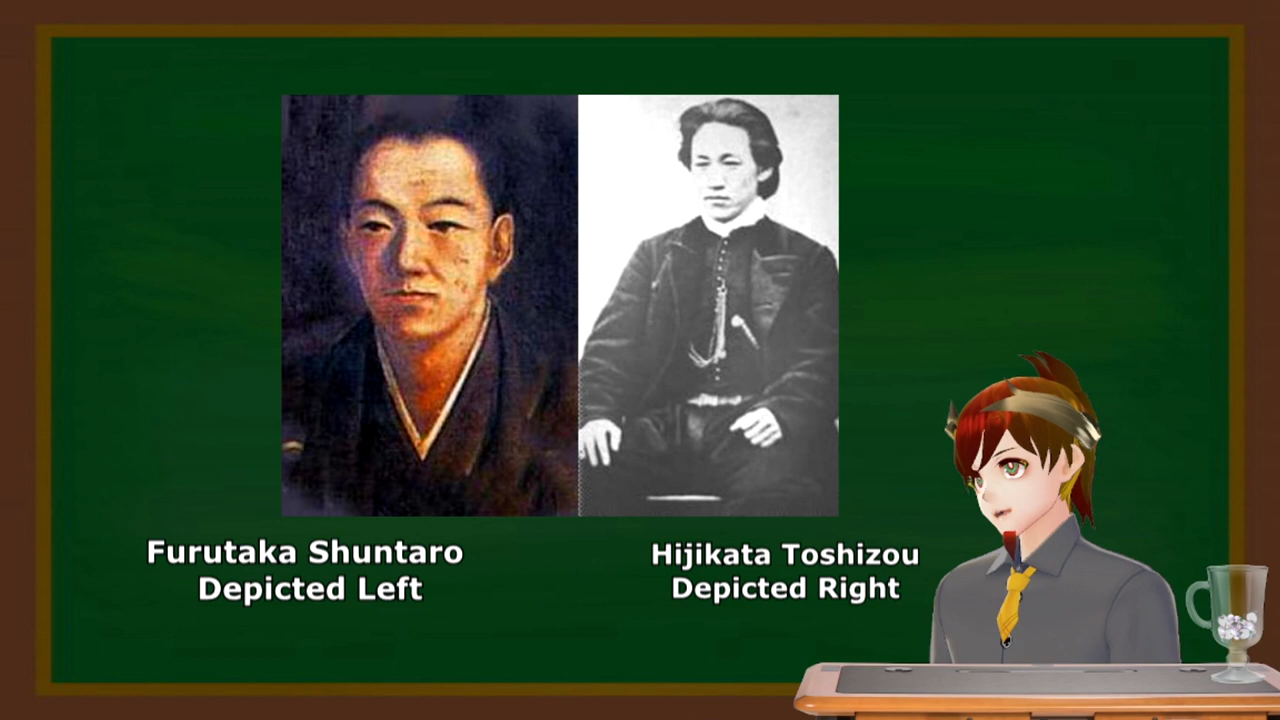 Furutaka Shuntaro
Depicted Left
Hijikata Toshizou
Depicted Right